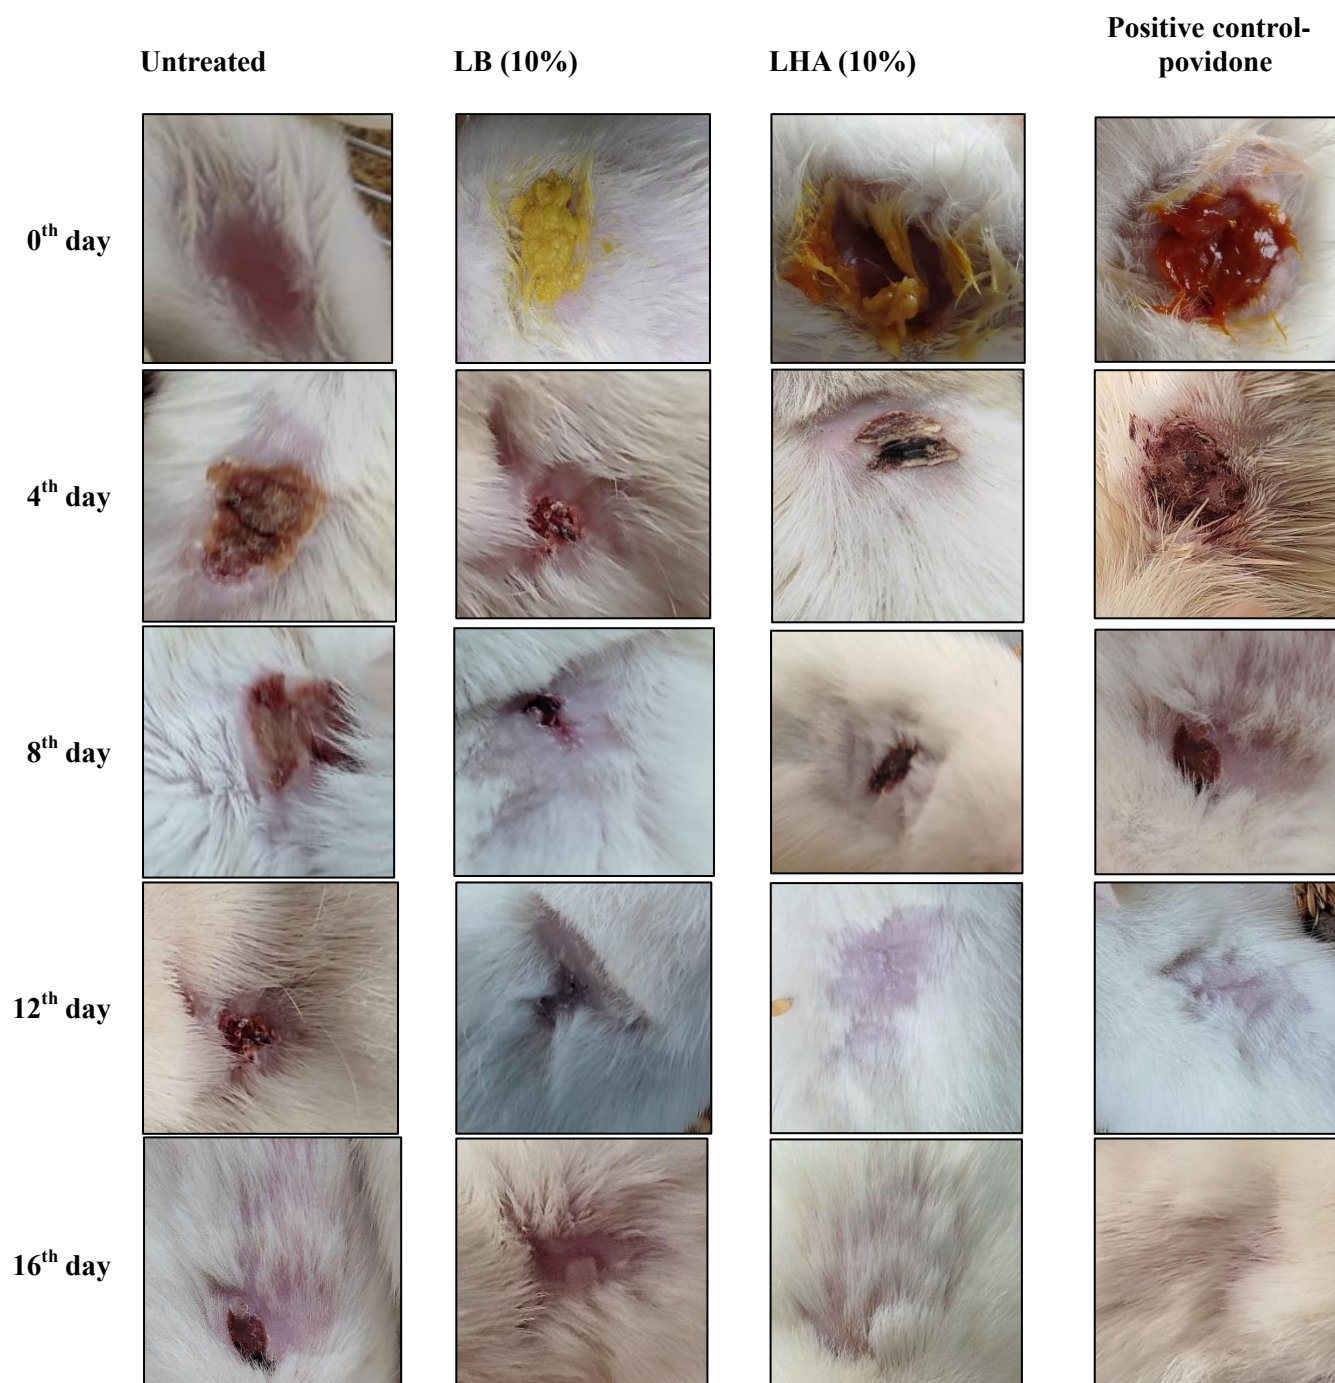 Untreated
LB (10%)
LHA (10%)
Positive control-
povidone
0th day
4th day
8th day
12th day
16th day